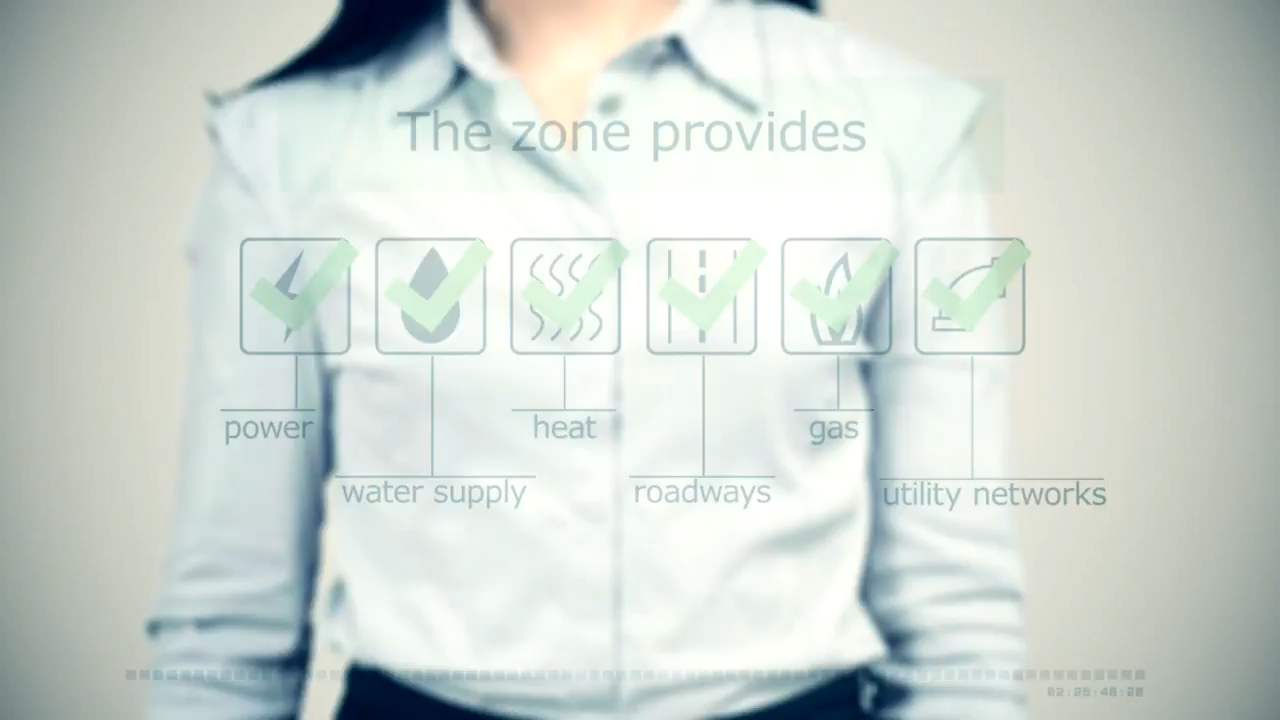 The zone provides
power
heat
gas
water supply
roadways
utility networks